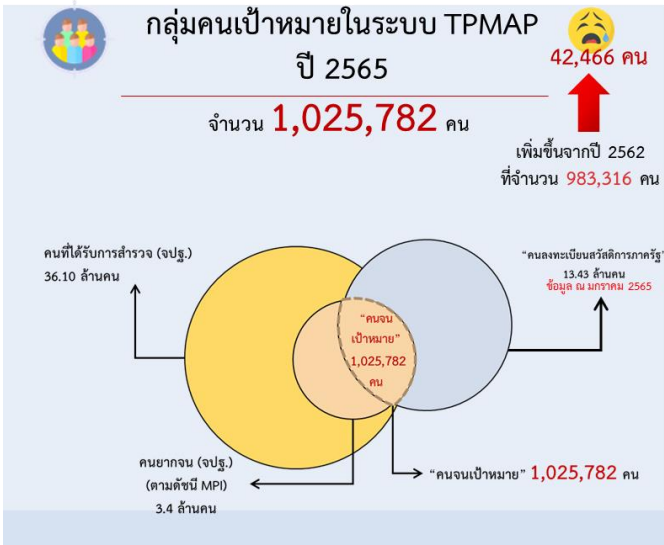 กลุ่มคนเป้าหมายในระบบ TPMAP
ปี 2565
จำนวน 1,025,782 คน
42,466 คน
เพิ่มขึ้นจากปี 2562
ที่จำนวน 983,316 คน
คนที่ได้รับการสำรวจ (จปฐ.)
36.10 ล้านคน
"คนลงทะเบียนสวัสดิการภาครัฐ"
13.43 ล้านคน
ข้อมูล ณ มกราคม 2565
"คนจน
เป้าหมาย"
1,025,782
คน
คนยากจน (จปฐ.)
(ตามดัชนี MPI)
3.4 ล้านคน
"คนจนเป้าหมาย" 1,025,782 คน